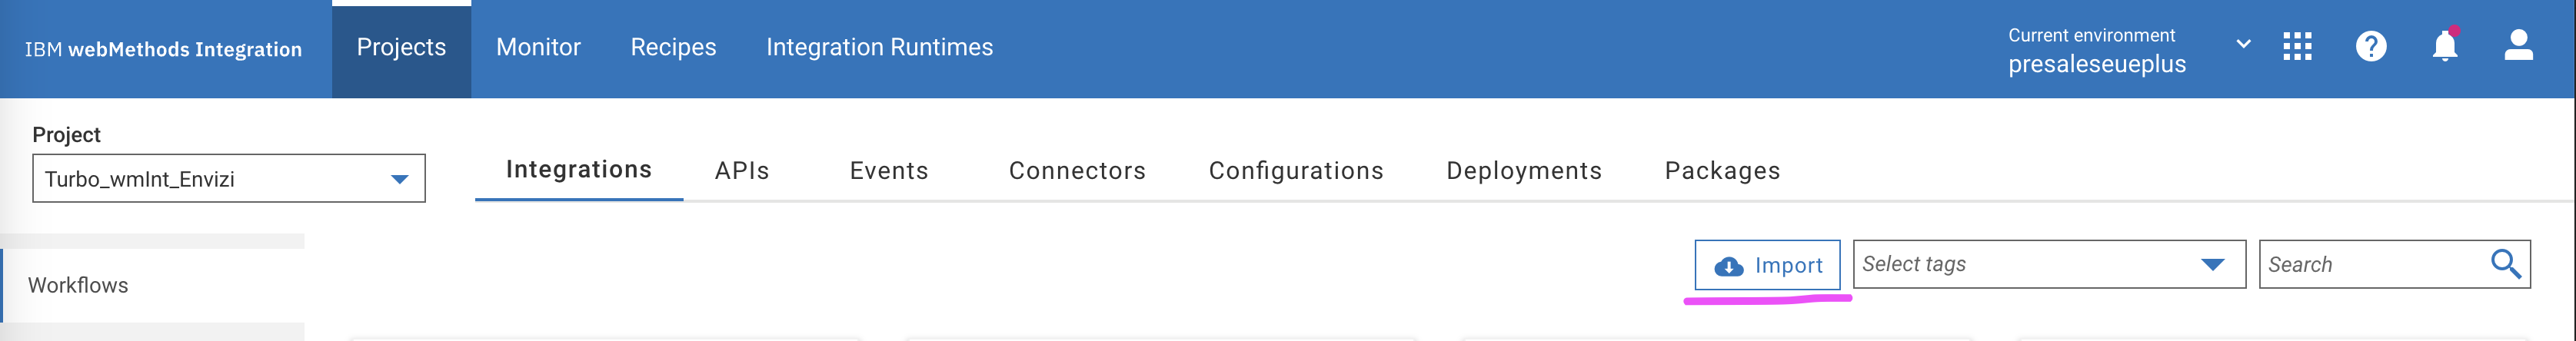 IBM webMethods Integration
Projects
Monitor
Recipes
Integration Runtimes
Current environment
presaleseueplus
Project
Turbo_wmInt_Envizi
Integrations
APIs
Events
Connectors
Configurations
Deployments
Packages
Import
Select tags
Search
Workflows